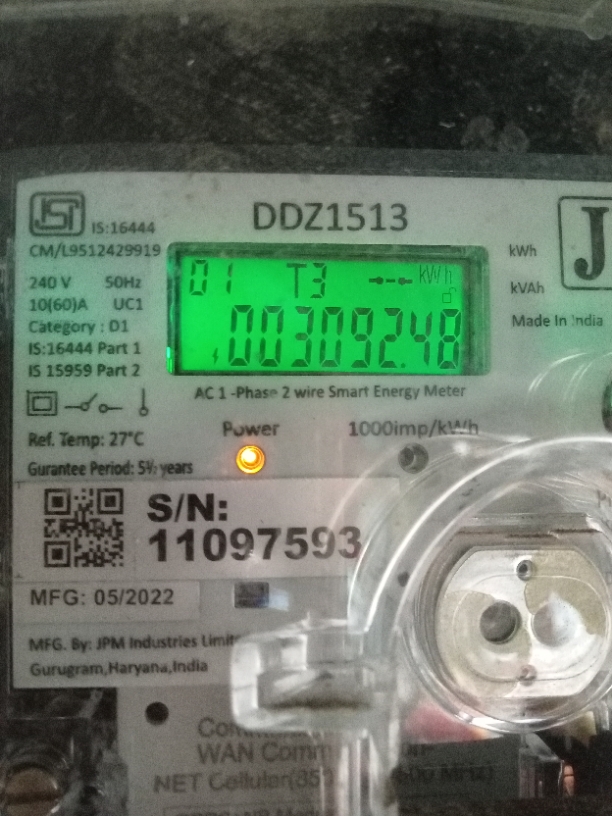 ISI
IS:16444
CM/L9512429919
DDZ1513
J
240 V 50Hz
10(60)A UC1
Category : D1
IS:16444 Part 1
IS 15959 Part 2
01 T3 kWh
00309248
kWh
kVAh
Made In India
AC 1 -Phase 2 wire Smart Energy Meter
Ref. Temp: 27°C
Power
1000imp/kWh
Gurantee Period: 5½ years
S/N:
11097593
MFG: 05/2022
MFG. By: JPM Industries
Gurugram,Haryana,India
WAN
NET Cellular(850
MHz)